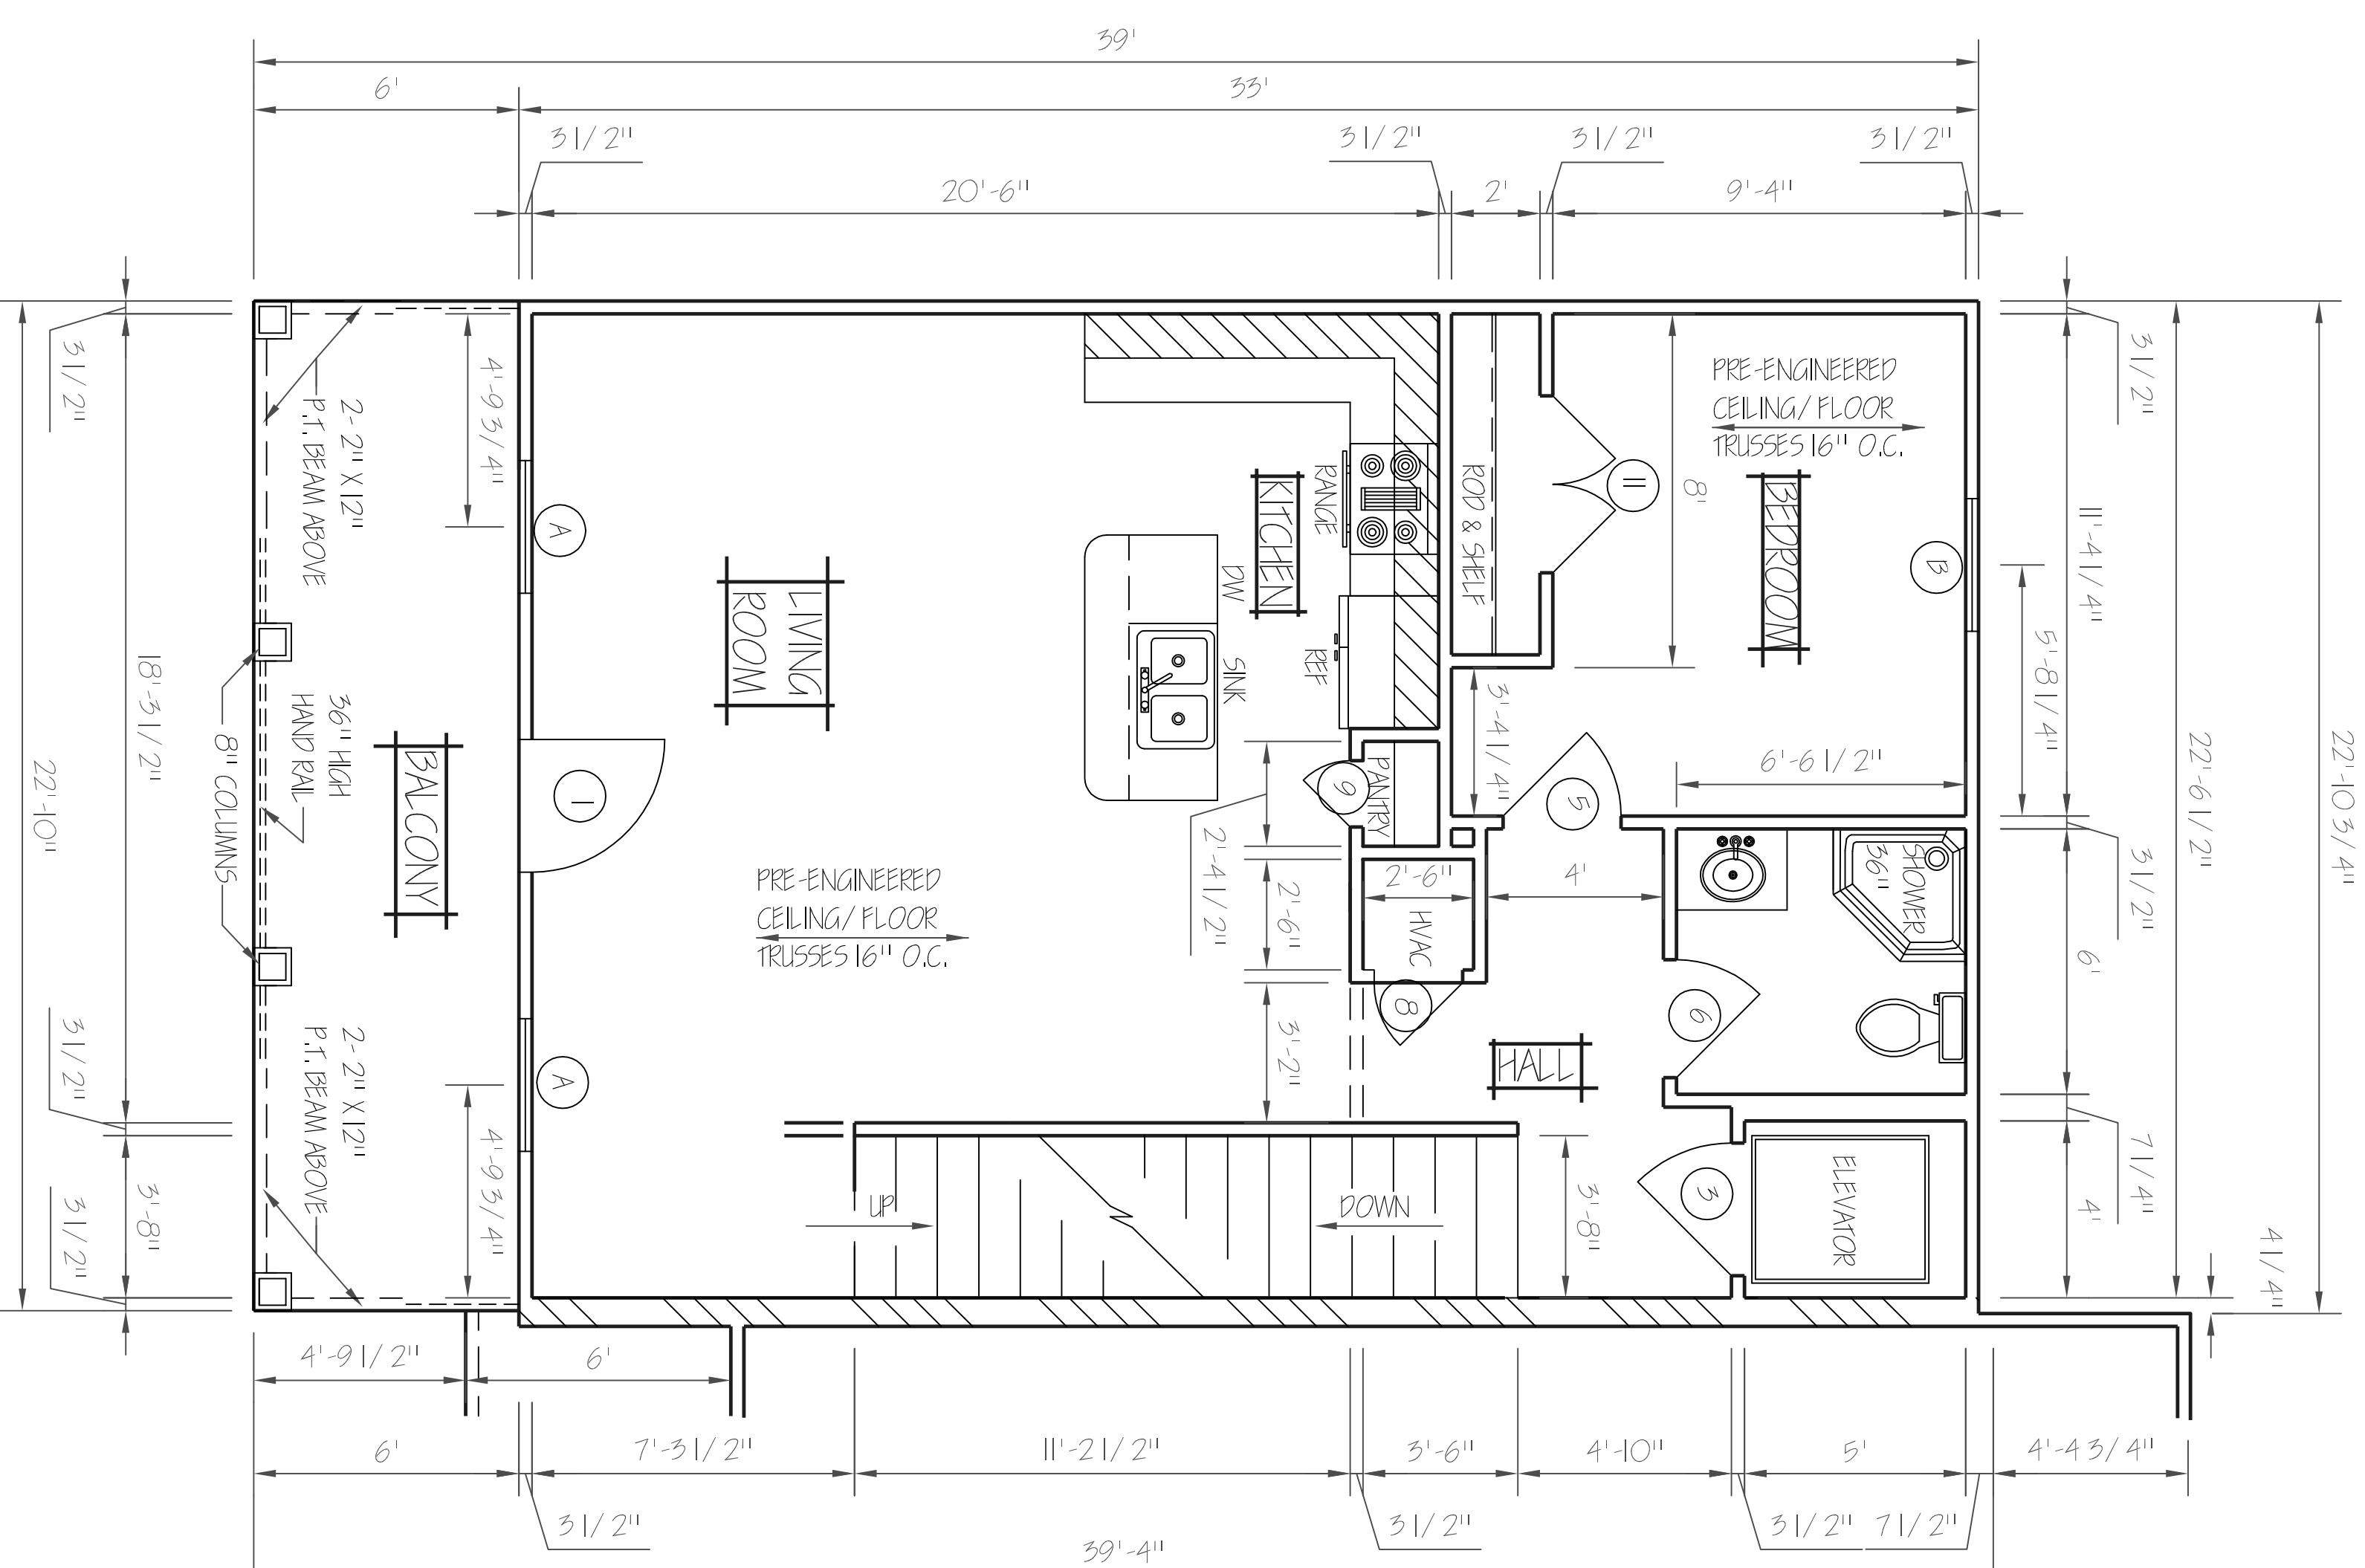 39'
6'
33'
3 1/2"
3 1/2"
3 1/2"
3 1/2"
20'-6"
2'
9'-4"
3 1/2"
18'-3 1/2"
22'-10"
3 1/2"
3'-8"
3 1/2"
2- 2" X 12"
P.T. BEAM ABOVE
4'-9 3/4"
36" HIGH
HAND RAIL
8" COLUMNS
BALCONY
2- 2" X 12"
P.T. BEAM ABOVE
4'-9 3/4"
A
1
A
LIVING
ROOM
PRE-ENGINEERED
CEILING/ FLOOR
TRUSSES 16" O.C.
KITCHEN
RANGE
DW
SINK
REF
PANTRY
9
2'-4 1/2"
2'-6"
2'-6"
HVAC
8
3'-2"
ROD & SHELF
11
8'
3'-4 1/4"
5
4'
PRE-ENGINEERED
CEILING/ FLOOR
TRUSSES 16" O.C.
BEDROOM
B
6'-6 1/2"
SHOWER
36"
6
HALL
3
ELEVATOR
UP
DOWN
3'-8"
3 1/2"
11'-4 1/4"
5'-8 1/4"
3 1/2"
6'
7 1/4"
4'
22'-6 1/2"
22'-10 3/4"
4 1/4"
4'-9 1/2"
6'
6'
7'-3 1/2"
11'-2 1/2"
3'-6"
4'-10"
5'
4'-4 3/4"
3 1/2"
3 1/2"
3 1/2"
7 1/2"
39'-4"